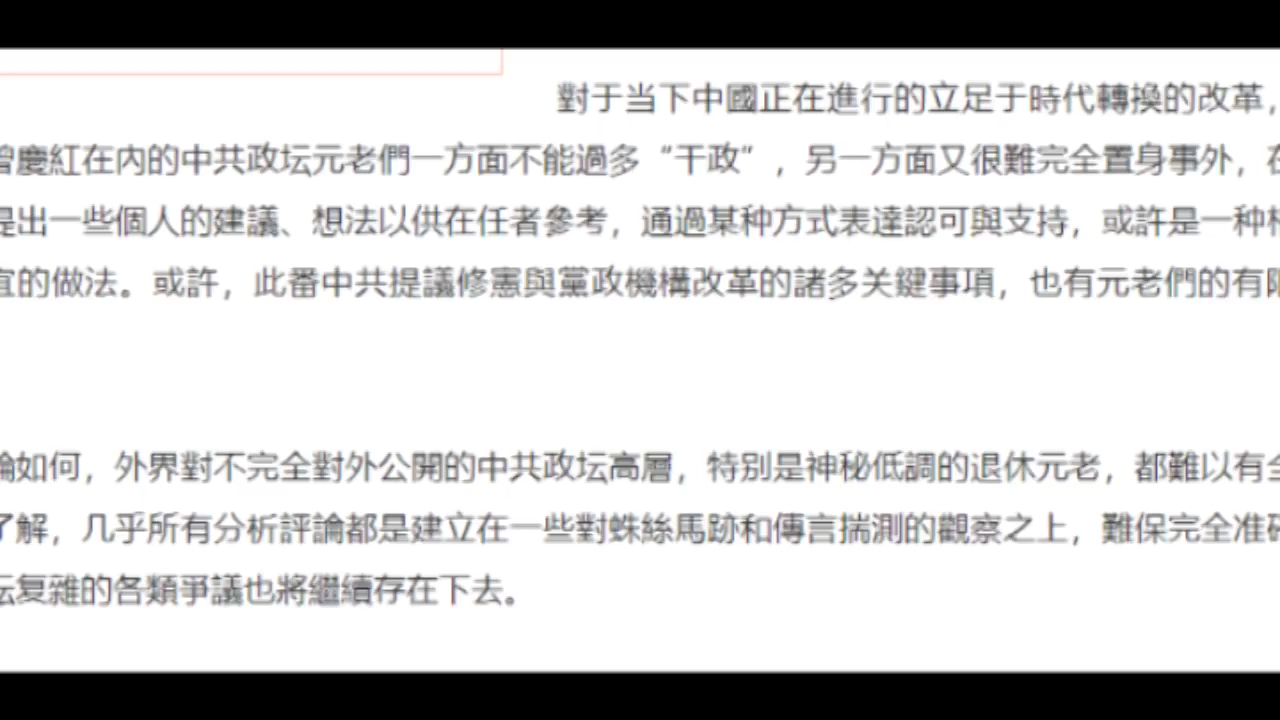 對于当下中國正在進行的立足于時代轉換的改革，
曾慶紅在內的中共政坛元老們一方面不能過多“干政”，另一方面又很難完全置身事外，在
提出一些個人的建議、想法以供在任者參考，通過某种方式表達認可與支持，或許是一种
宜的做法。或許，此番中共提議修憲與黨政機構改革的諸多关鍵事項，也有元老們的有限
論如何，外界對不完全對外公開的中共政坛高層，特別是神秘低調的退休元老，都難以有全
了解，几乎所有分析評論都是建立在一些對蛛絲馬跡和傳言揣測的觀察之上，難保完全准确
坛复雜的各類爭議也將繼續存在下去。